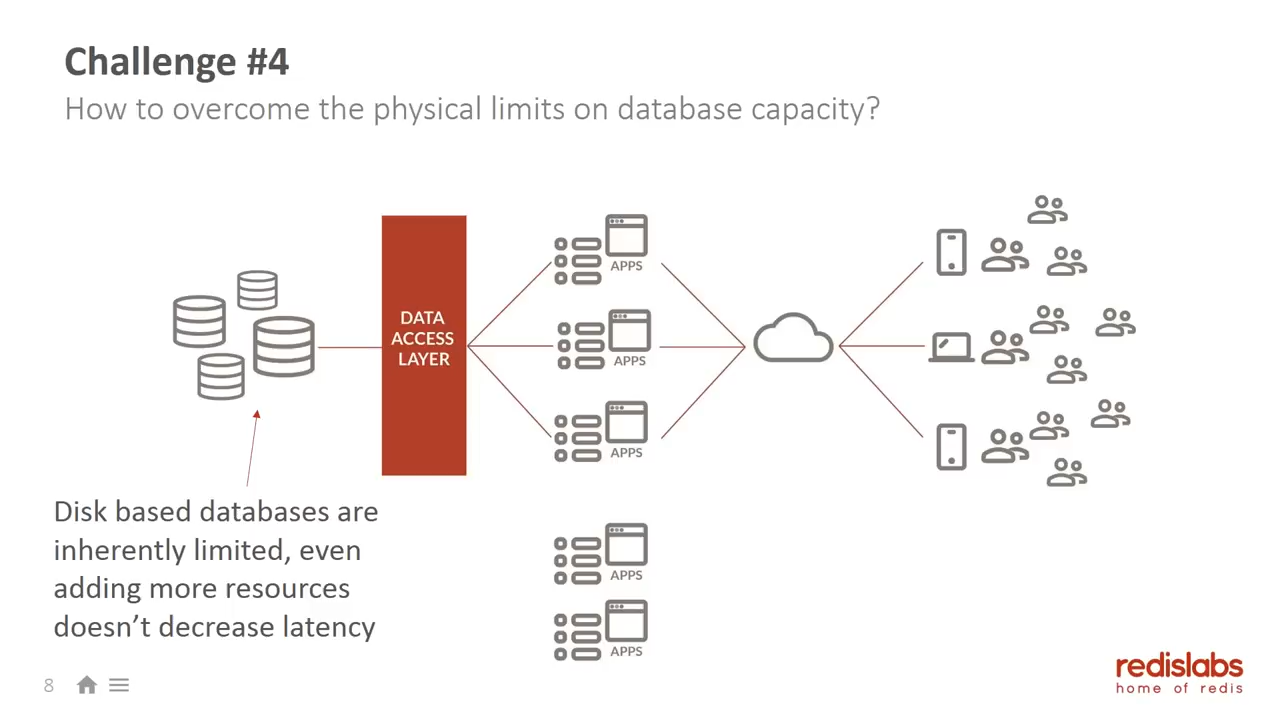 Challenge #4
How to overcome the physical limits on database capacity?
DATA
ACCESS
LAYER
APPS
APPS
APPS
Disk based databases are
inherently limited, even
adding more resources
doesn't decrease latency
APPS
APPS
8
redislabs
home of redis